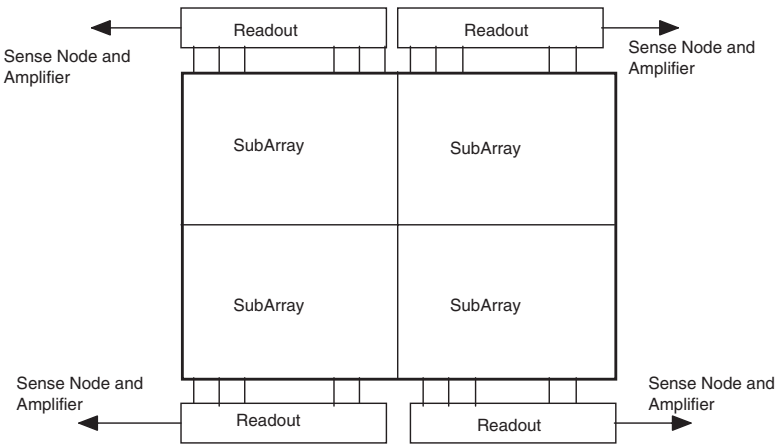 Readout
Readout
Sense Node and
Amplifier
Sense Node and
Amplifier
SubArray
SubArray
SubArray
SubArray
Sense Node and
Amplifier
Sense Node and
Amplifier
Readout
Readout